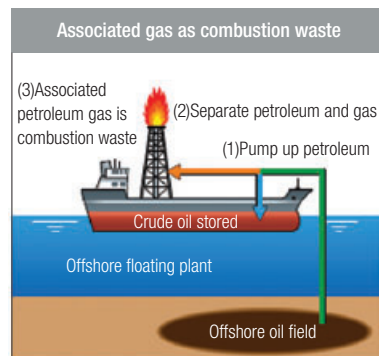 Associated gas as combustion waste
(3)Associated
petroleum gas is
combustion waste
(2)Separate petroleum and gas
(1)Pump up petroleum
Crude oil stored
Offshore floating plant
Offshore oil field